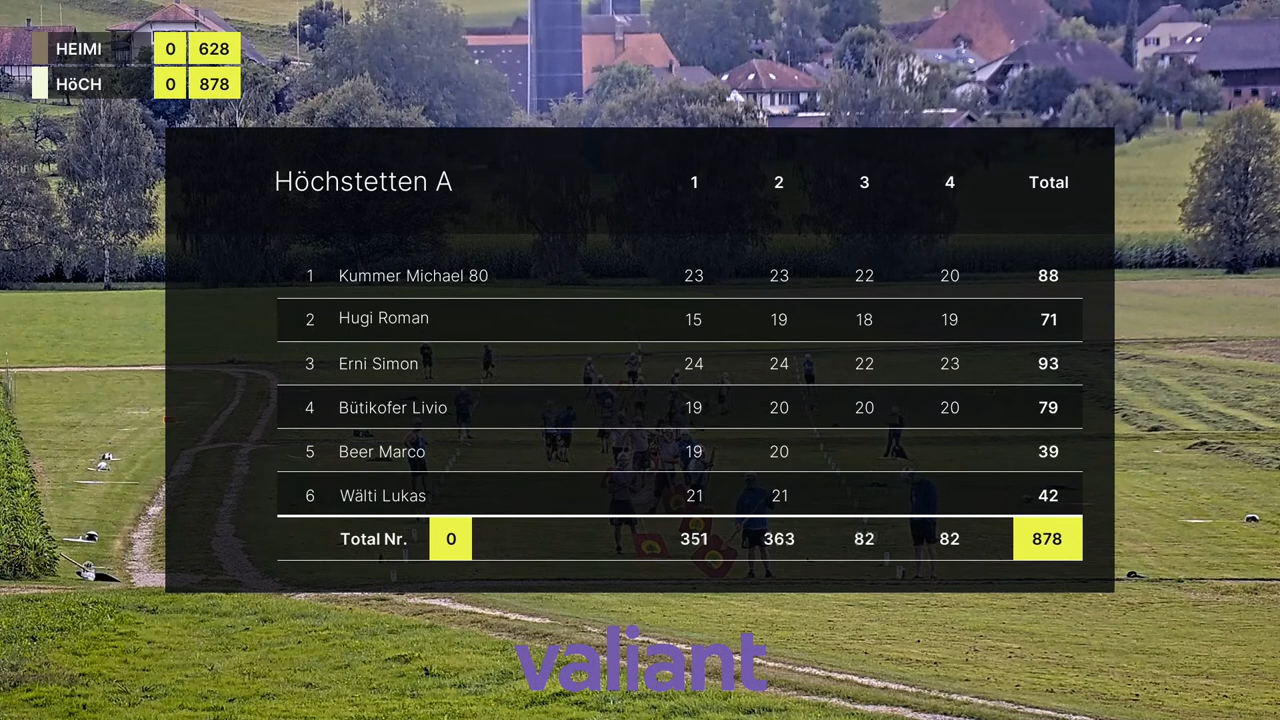 HEIMI 0 628
HöCH 0 878
Höchstetten A 1 2 3 4 Total
1 Kummer Michael 80 23 23 22 20 88
2 Hugi Roman 15 19 18 19 71
3 Erni Simon 24 24 22 23 93
4 Bütikofer Livio 19 20 20 20 79
5 Beer Marco 19 20 39
6 Wälti Lukas 21 21 42
Total Nr. 0 351 363 82 82 878
valiant